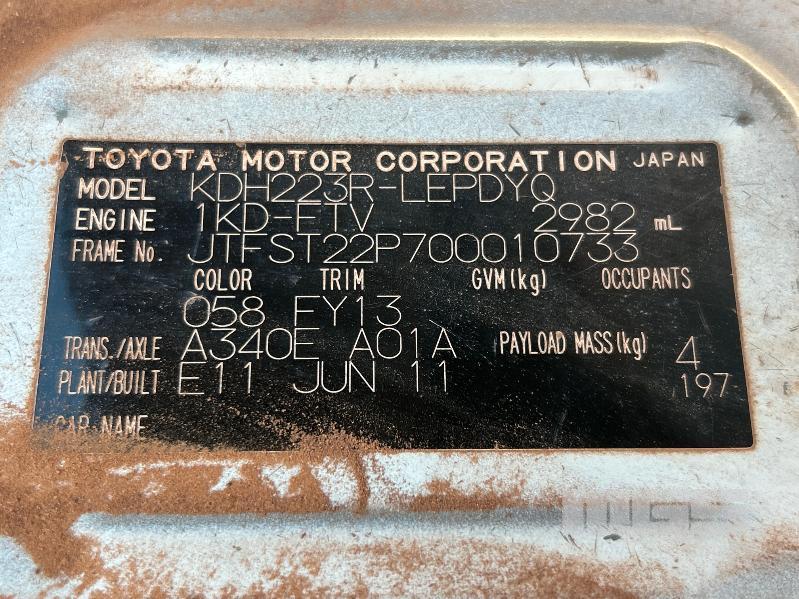 TOYOTA MOTOR CORPORATION JAPAN
MODEL KDH223R-LEPDYQ
ENGINE 1KD-FTV 2982 mL
FRAME No. JTFST22P700010733
COLOR TRIM GVM(kg) OCCUPANTS
058 FY13
TRANS./AXLE A340E A01A PAYLOAD MASS(kg) 4
PLANT/BUILT E11 JUN 11 197
CAR NAME